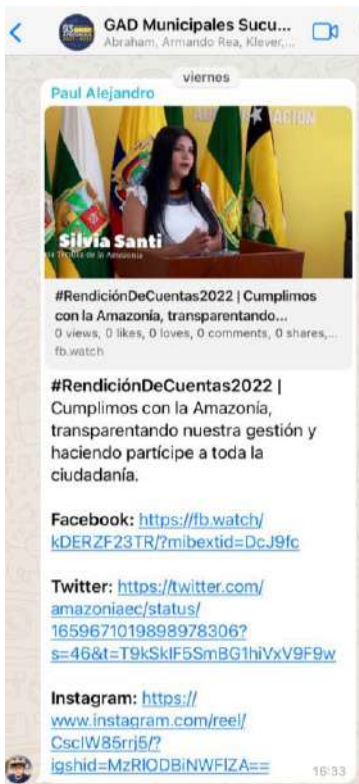 GAD Municipales Sucu...
Abraham, Armando Rea, Klever,...
viernes
Paul Alejandro
ACCIÓN
Silvia Santi
#RendiciónDeCuentas2022 | Cumplimos
con la Amazonía, transparentando...
0 views, 0 likes, 0 loves, 0 comments, 0 shares,...
fb.watch
#RendiciónDeCuentas2022 |
Cumplimos con la Amazonía,
transparentando nuestra gestión y
haciendo partícipe a toda la
ciudadanía.
Facebook: https://fb.watch/
kDERZF23TR/?mibextid=DcJ9fc
Twitter: https://twitter.com/
amazoniaec/status/
1659671019898978306?
s=46&t=T9kSkIF5SmBG1hiVxV9F9w
Instagram: https://
www.instagram.com/reel/
CsclW85rrj5/?
igshid=MzRlODBiNWFlZA==
16:33